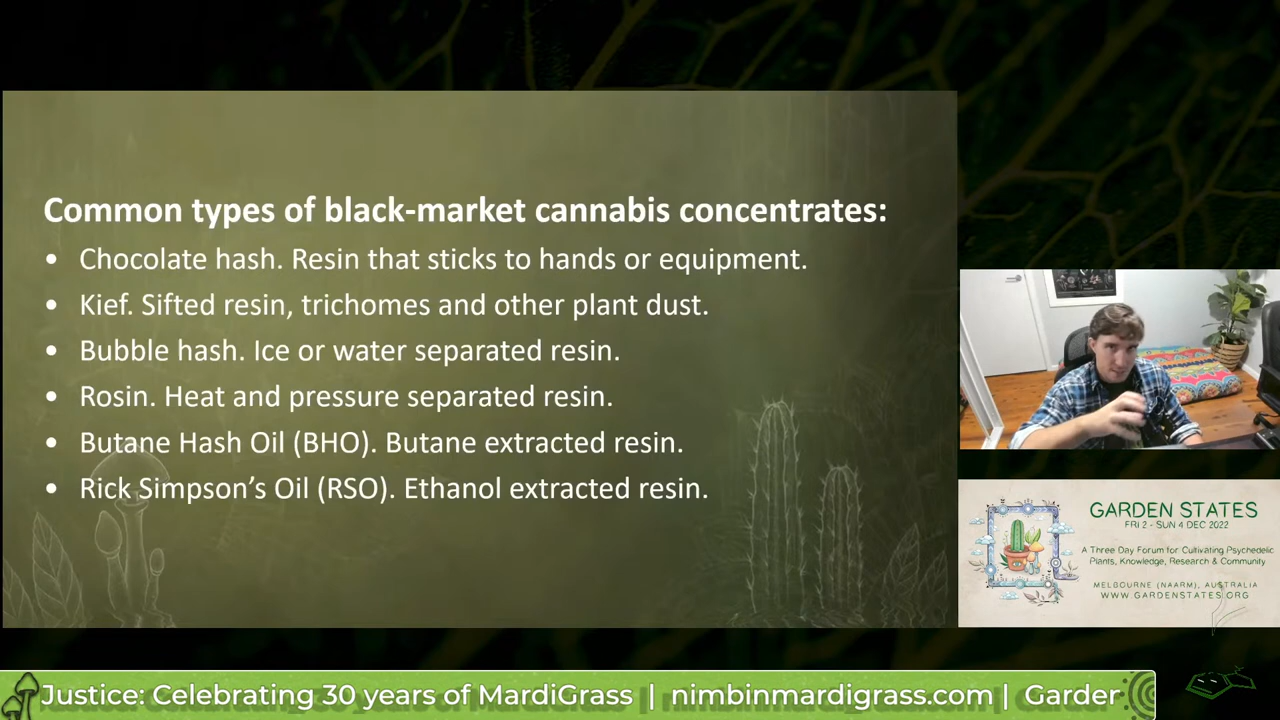 Common types of black-market cannabis concentrates:
• Chocolate hash. Resin that sticks to hands or equipment.
• Kief. Sifted resin, trichomes and other plant dust.
• Bubble hash. Ice or water separated resin.
• Rosin. Heat and pressure separated resin.
• Butane Hash Oil (BHO). Butane extracted resin.
• Rick Simpson’s Oil (RSO). Ethanol extracted resin.
GARDEN STATES
FRI 2 - SUN 4 DEC 2022
A Three Day Forum for Cultivating Psychedelic
Plants, Knowledge, Research & Community
MELBOURNE (NAARM), AUSTRALIA
WWW.GARDENSTATES.ORG
Justice: Celebrating 30 years of MardiGrass | nimbinmardigrass.com | Garder